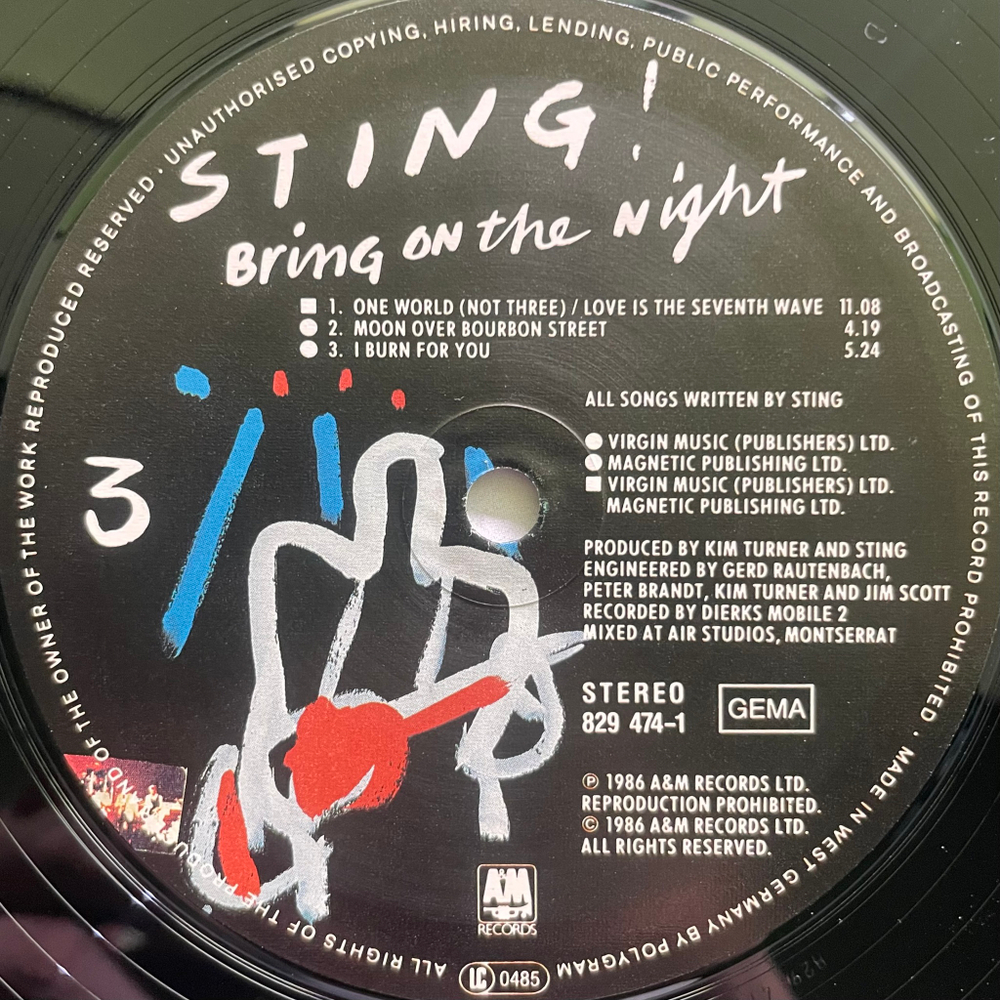 STING!
Bring on the Night
1. ONE WORLD (NOT THREE) / LOVE IS THE SEVENTH WAVE 11.08
2. MOON OVER BOURBON STREET 4.19
3. I BURN FOR YOU 5.24
ALL SONGS WRITTEN BY STING
VIRGIN MUSIC (PUBLISHERS) LTD.
MAGNETIC PUBLISHING LTD.
VIRGIN MUSIC (PUBLISHERS) LTD.
MAGNETIC PUBLISHING LTD.
3
PRODUCED BY KIM TURNER AND STING
ENGINEERED BY GERD RAUTENBACH,
PETER BRANDT, KIM TURNER AND JIM SCOTT
RECORDED BY DIERKS MOBILE 2
MIXED AT AIR STUDIOS, MONTSERRAT
STEREO
829 474-1
GEMA
℗ 1986 A&M RECORDS LTD.
REPRODUCTION PROHIBITED.
© 1986 A&M RECORDS LTD.
ALL RIGHTS RESERVED.
A&M
RECORDS
LC 0485
ALL RIGHTS OF THE PRODUCER AND OF THE OWNER OF THE WORK REPRODUCED RESERVED · UNAUTHORISED COPYING, HIRING, LENDING, PUBLIC PERFORMANCE AND BROADCASTING OF THIS RECORD PROHIBITED · MADE IN WEST GERMANY BY POLYGRAM